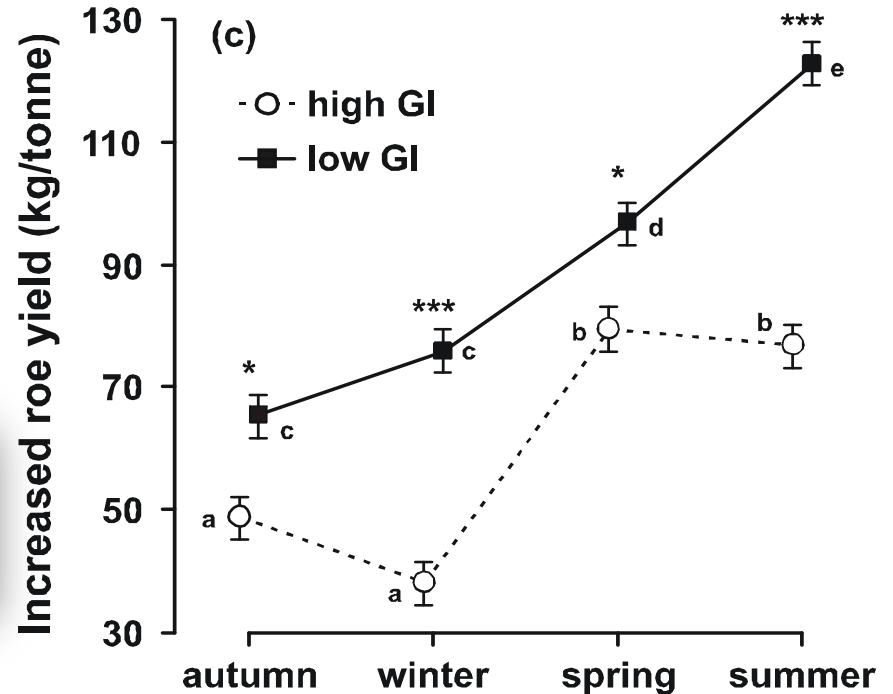 (c)
high GI
low GI
Increased roe yield (kg/tonne)
130
110
90
70
50
30
***
e
*
d
***
c
*
c
b
b
a
a
autumn winter spring summer